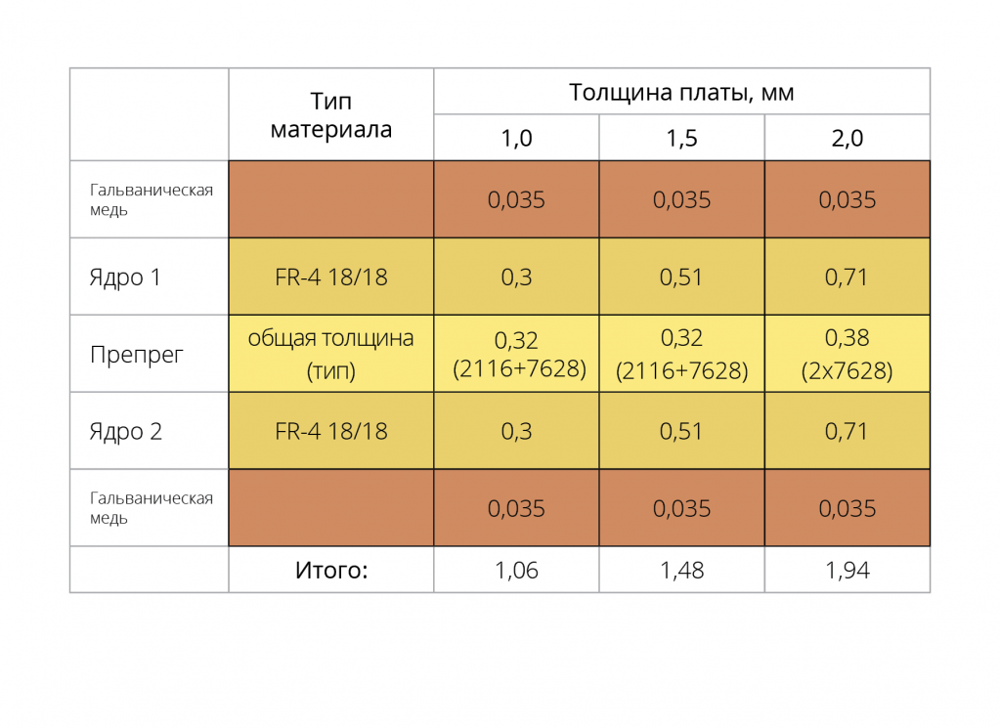 Тип
материала
Толщина платы, мм
1,0 1,5 2,0
Гальваническая
медь
0,035 0,035 0,035
Ядро 1 FR-4 18/18 0,3 0,51 0,71
Препрег
общая толщина
(тип)
0,32
(2116+7628)
0,32
(2116+7628)
0,38
(2x7628)
Ядро 2 FR-4 18/18 0,3 0,51 0,71
Гальваническая
медь
0,035 0,035 0,035
Итого: 1,06 1,48 1,94